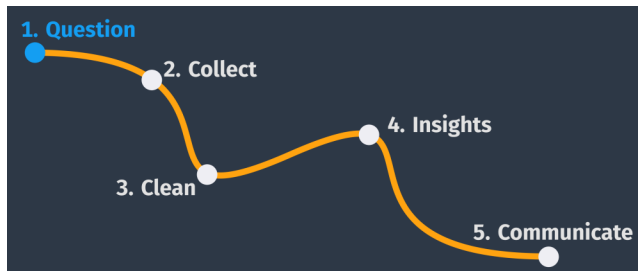 1. Question
2. Collect
3. Clean
4. Insights
5. Communicate